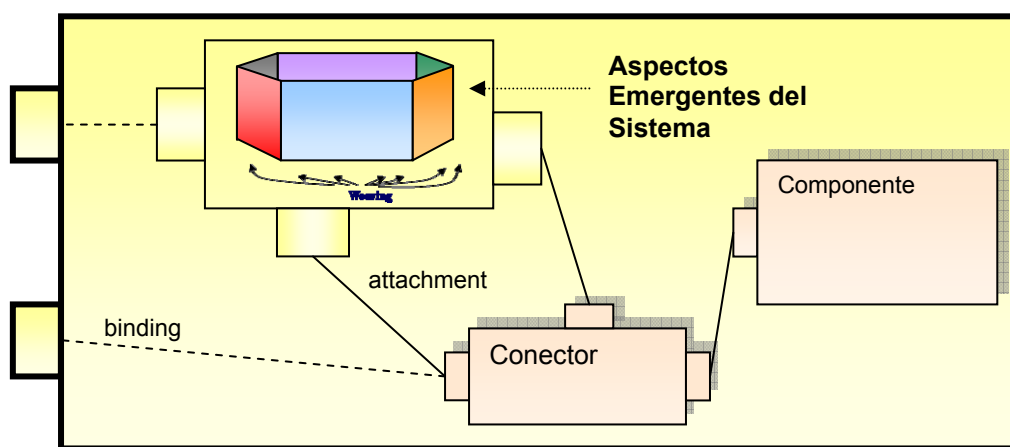 Aspectos
Emergentes del
Sistema
Weaving
Componente
attachment
binding
Conector